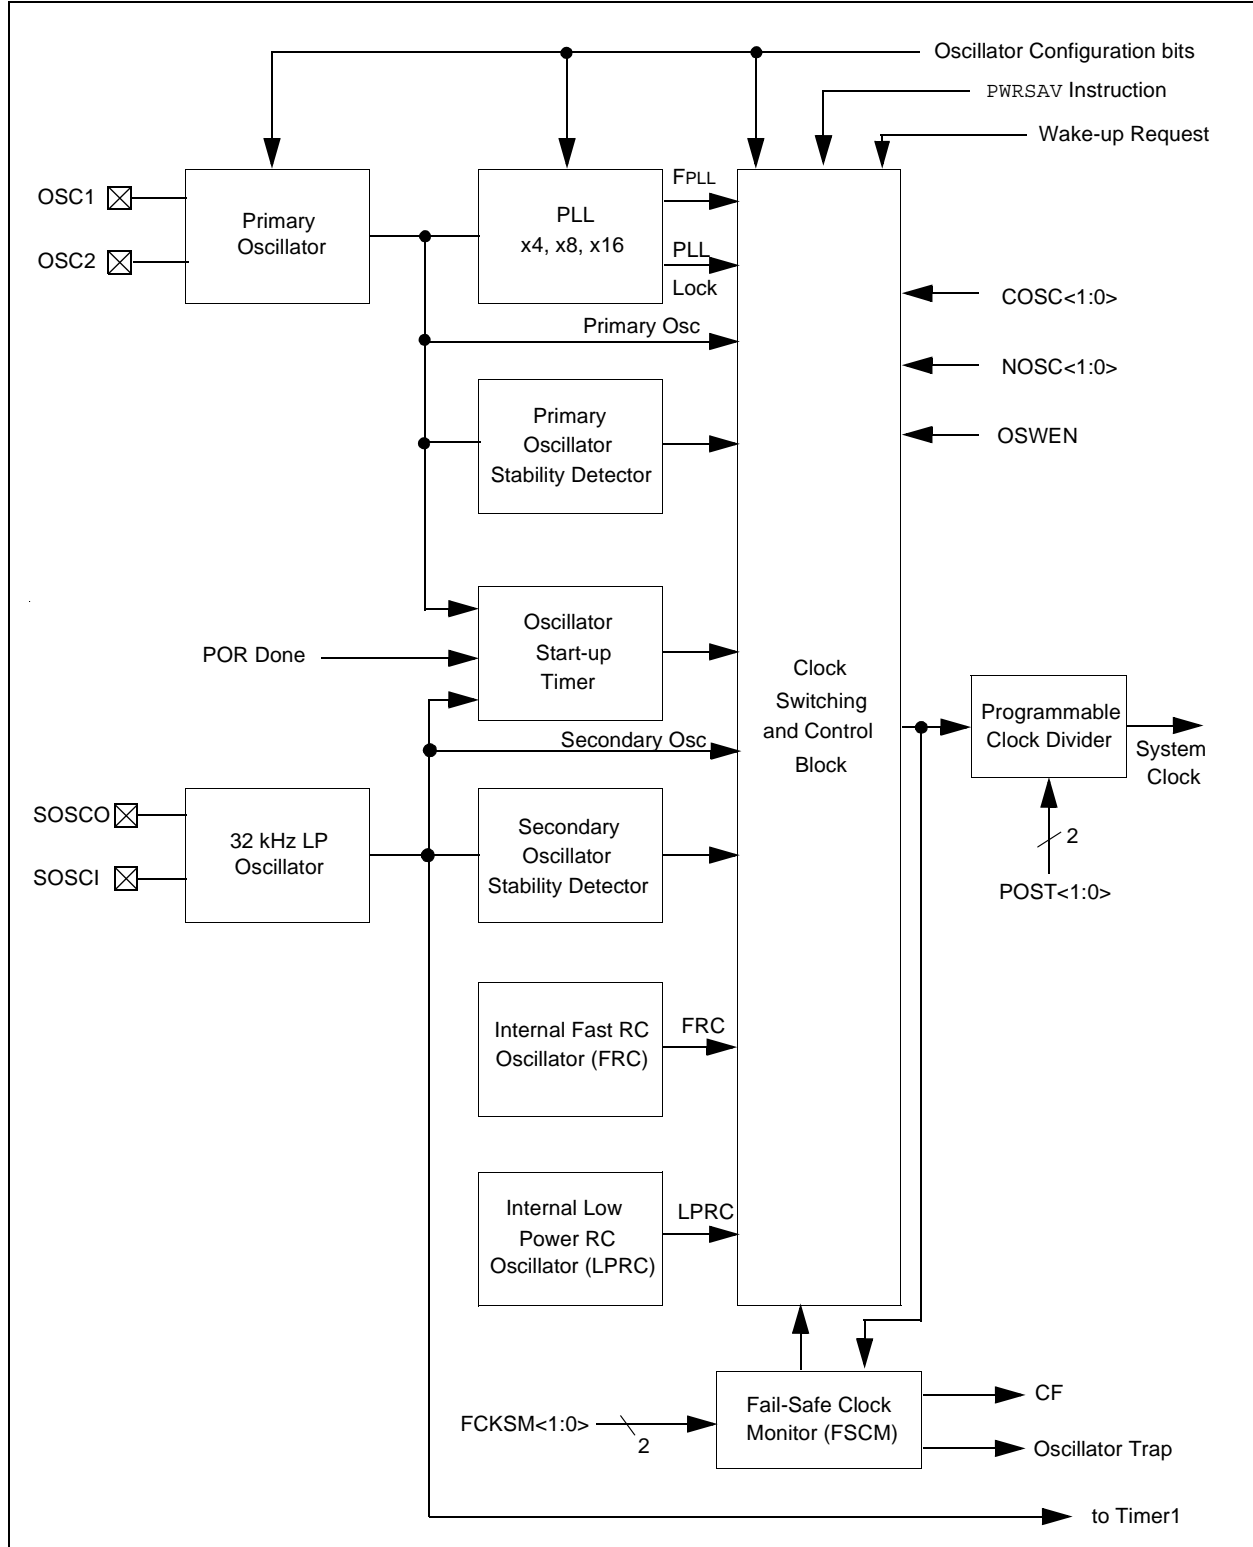 Oscillator Configuration bits
PWRSAV Instruction
Wake-up Request
OSC1
OSC2
Primary
Oscillator
PLL
x4, x8, x16
FPLL
PLL
Lock
COSC<1:0>
Primary Osc
NOSC<1:0>
Primary
Oscillator
Stability Detector
OSWEN
Oscillator
Start-up
Timer
POR Done
Clock
Switching
and Control
Block
Programmable
Clock Divider
System
Clock
Secondary Osc
SOSCO
SOSCI
32 kHz LP
Oscillator
Secondary
Oscillator
Stability Detector
2
POST<1:0>
Internal Fast RC
Oscillator (FRC)
FRC
Internal Low
Power RC
Oscillator (LPRC)
LPRC
FCKSM<1:0>
2
Fail-Safe Clock
Monitor (FSCM)
CF
Oscillator Trap
to Timer1